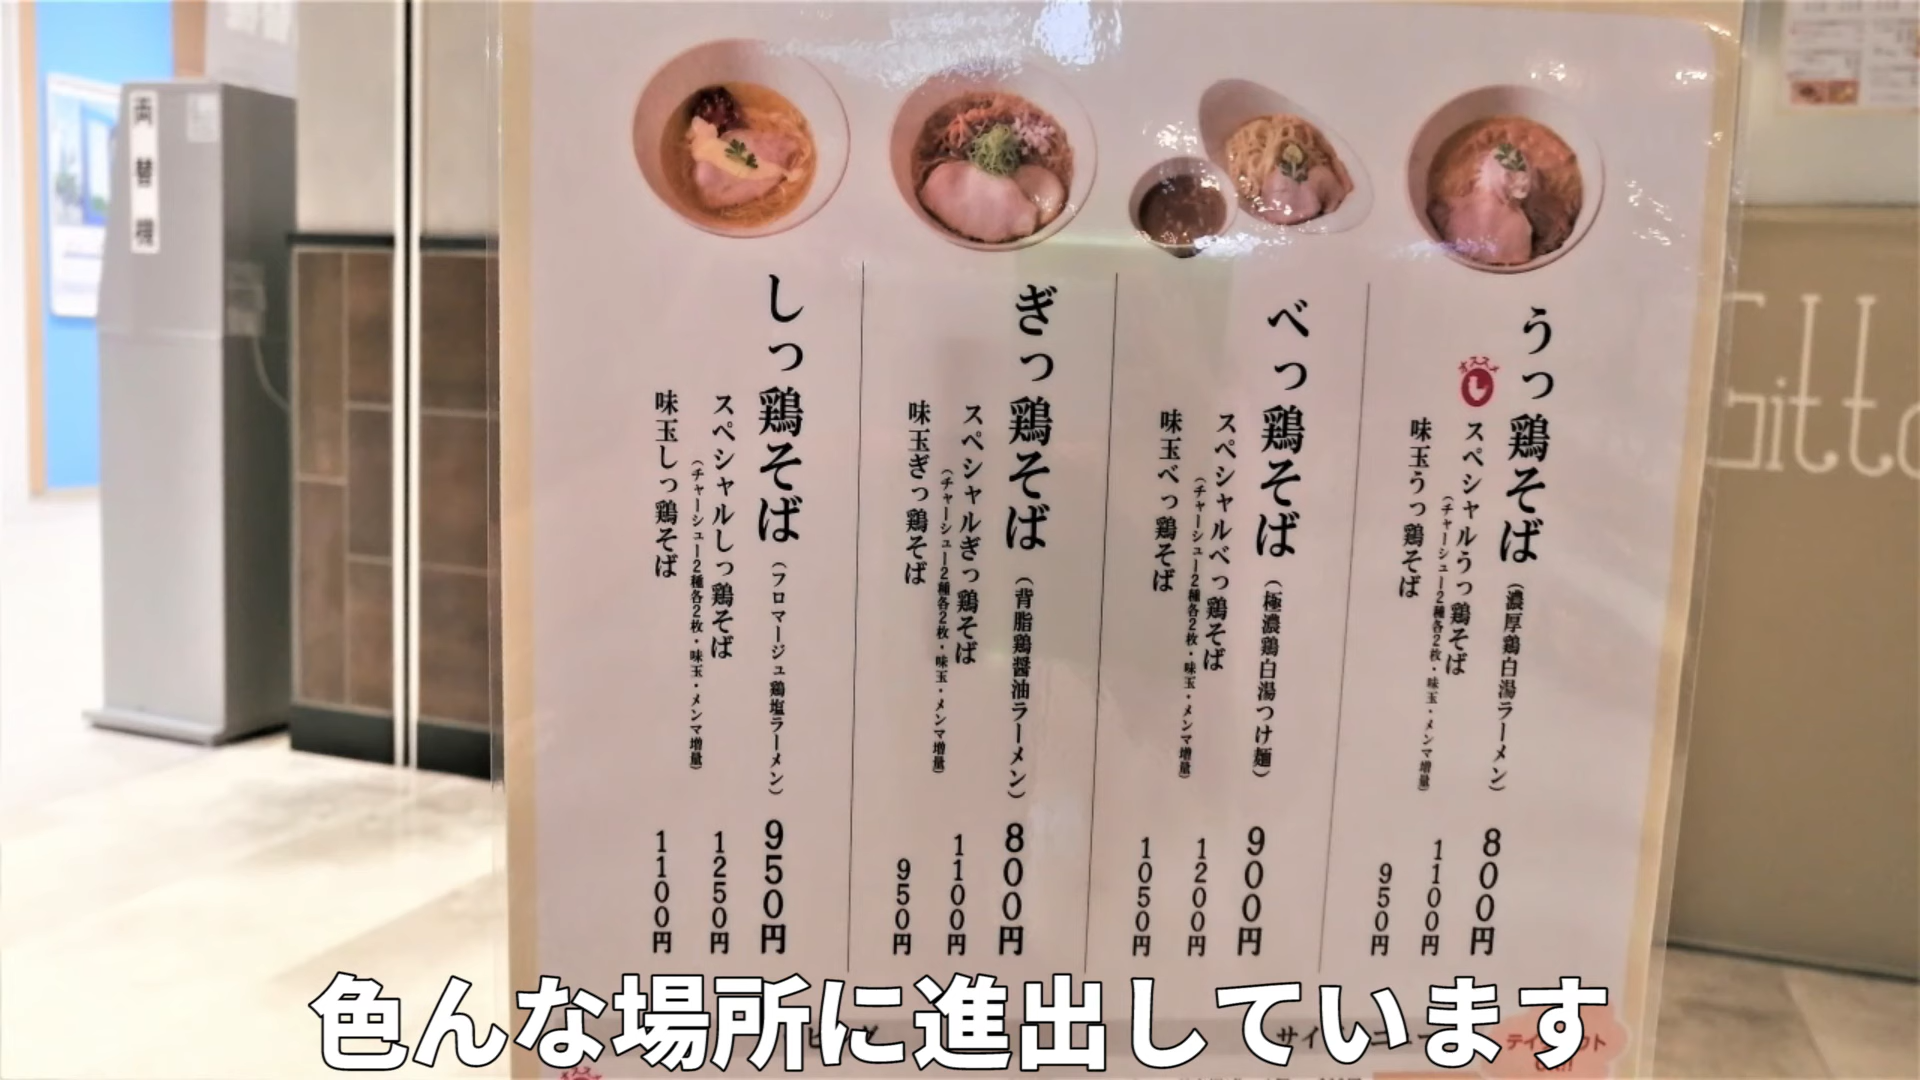 両替機
うっ鶏そば（濃厚鶏白湯ラーメン） 800円
オススメ
し
スペシャルうっ鶏そば 1100円
（チャーシュー2種各2枚・味玉・メンマ増量）
味玉うっ鶏そば 950円
べっ鶏そば（極濃鶏白湯つけ麺） 900円
スペシャルべっ鶏そば 1200円
（チャーシュー2種各2枚・味玉・メンマ増量）
味玉べっ鶏そば 1050円
ぎっ鶏そば（背脂鶏醤油ラーメン） 800円
スペシャルぎっ鶏そば 1100円
（チャーシュー2種各2枚・味玉・メンマ増量）
味玉ぎっ鶏そば 950円
しっ鶏そば（フロマージュ鶏塩ラーメン） 950円
スペシャルしっ鶏そば 1250円
（チャーシュー2種各2枚・味玉・メンマ増量）
味玉しっ鶏そば 1100円
色んな場所に進出しています